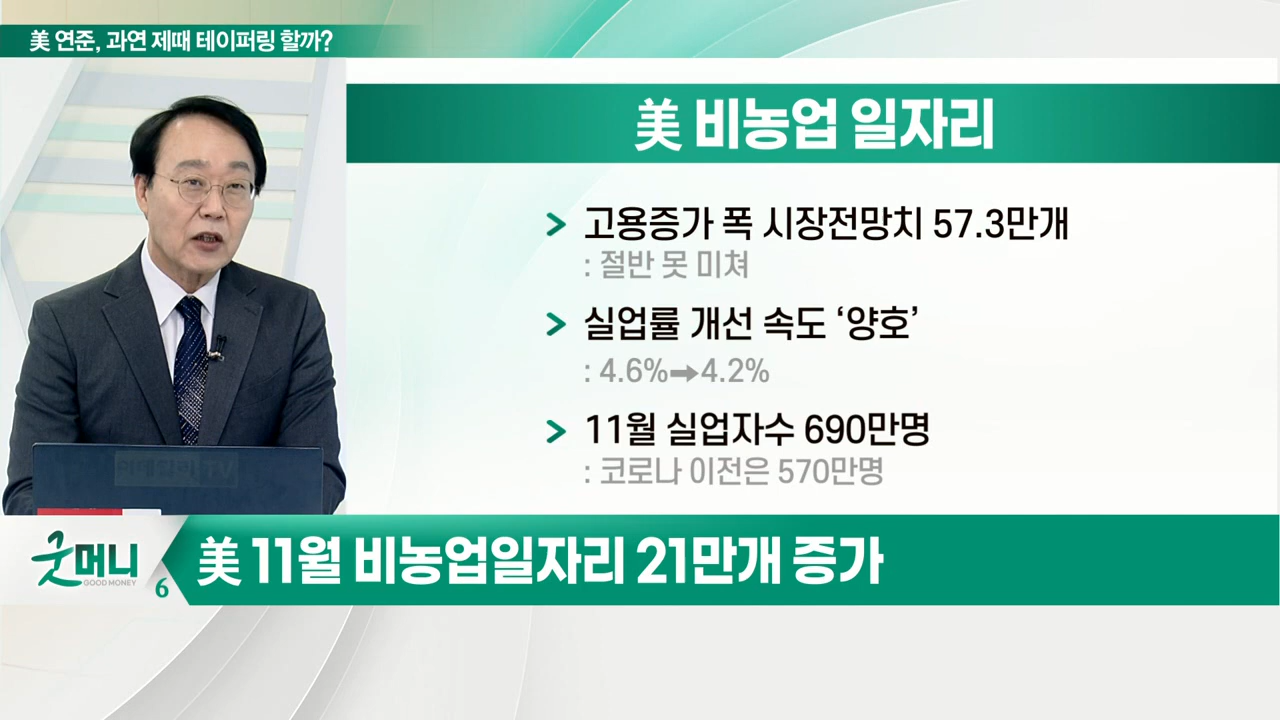 美 연준, 과연 제때 테이퍼링 할까?
美 비농업 일자리
> 고용증가 폭 시장전망치 57.3만개
: 절반 못 미쳐
> 실업률 개선 속도 ‘양호’
: 4.6%➡4.2%
> 11월 실업자수 690만명
: 코로나 이전은 570만명
굿머니
GOOD MONEY
6
美 11월 비농업일자리 21만개 증가